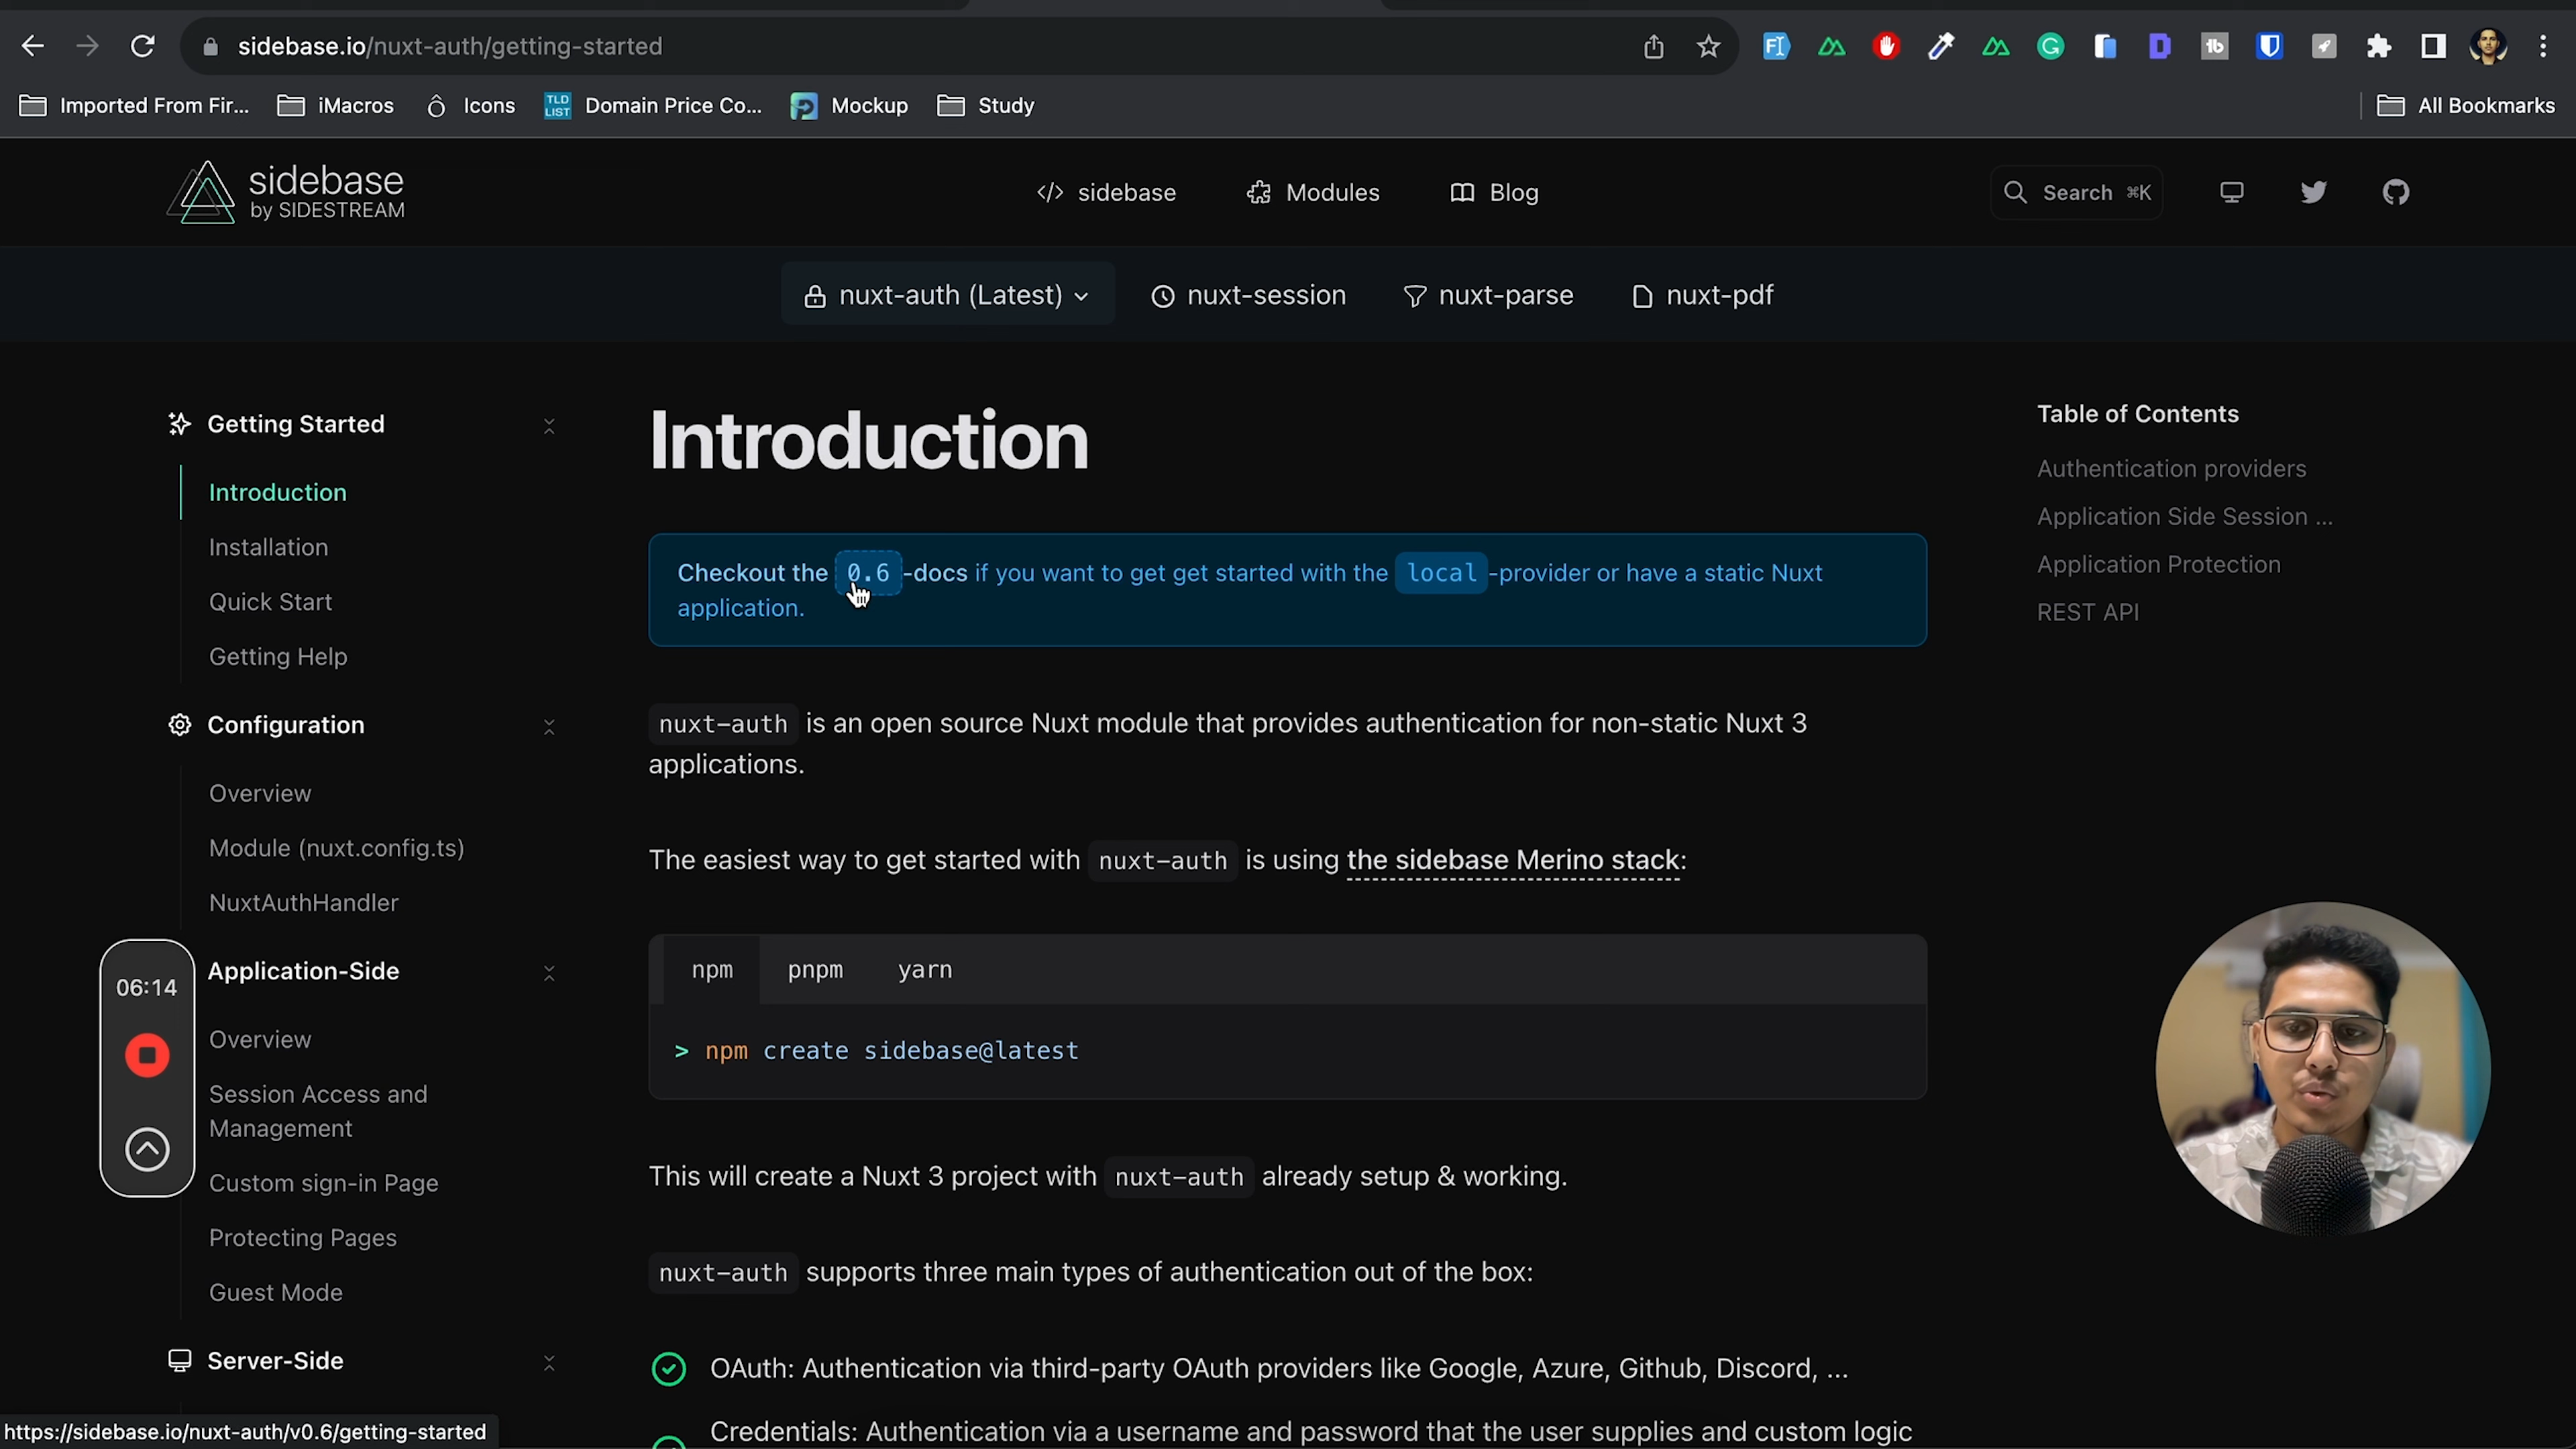 sidebase.io/nuxt-auth/getting-started
Imported From Fir...
iMacros
Icons
TLD
LIST
Domain Price Co...
Mockup
Study
All Bookmarks
sidebase
by SIDESTREAM
</> sidebase
Modules
Blog
Search ⌘K
nuxt-auth (Latest)
nuxt-session
nuxt-parse
nuxt-pdf
Getting Started
Introduction
Installation
Quick Start
Getting Help
Configuration
Overview
Module (nuxt.config.ts)
NuxtAuthHandler
Application-Side
Overview
Session Access and
Management
Custom sign-in Page
Protecting Pages
Guest Mode
Server-Side
06:14
Introduction
Checkout the 0.6 -docs if you want to get get started with the local -provider or have a static Nuxt
application.
nuxt-auth is an open source Nuxt module that provides authentication for non-static Nuxt 3
applications.
The easiest way to get started with nuxt-auth is using the sidebase Merino stack:
npm pnpm yarn
> npm create sidebase@latest
This will create a Nuxt 3 project with nuxt-auth already setup & working.
nuxt-auth supports three main types of authentication out of the box:
OAuth: Authentication via third-party OAuth providers like Google, Azure, Github, Discord, ...
Credentials: Authentication via a username and password that the user supplies and custom logic
Table of Contents
Authentication providers
Application Side Session ...
Application Protection
REST API
https://sidebase.io/nuxt-auth/v0.6/getting-started